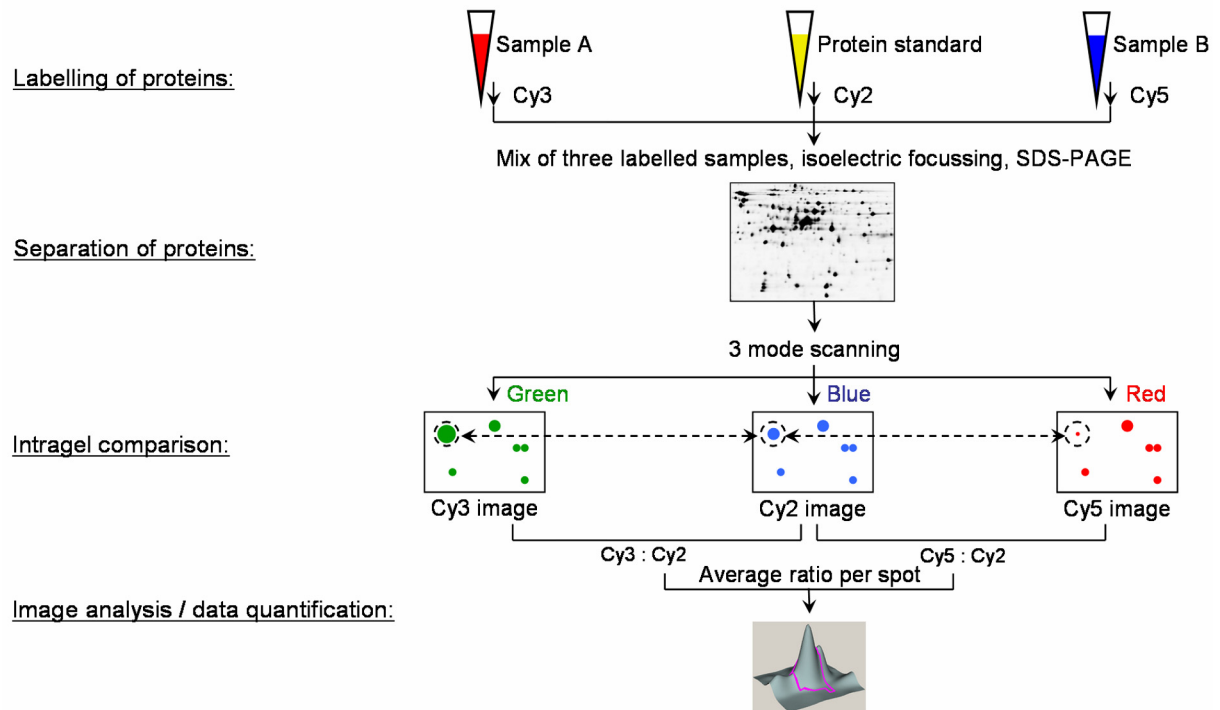 Sample A
Protein standard
Sample B
Labelling of proteins:
Cy3
Cy2
Cy5
Mix of three labelled samples, isoelectric focussing, SDS-PAGE
Separation of proteins:
3 mode scanning
Green
Blue
Red
Intragel comparison:
Cy3 image
Cy2 image
Cy5 image
Cy3 : Cy2
Cy5 : Cy2
Average ratio per spot
Image analysis / data quantification: